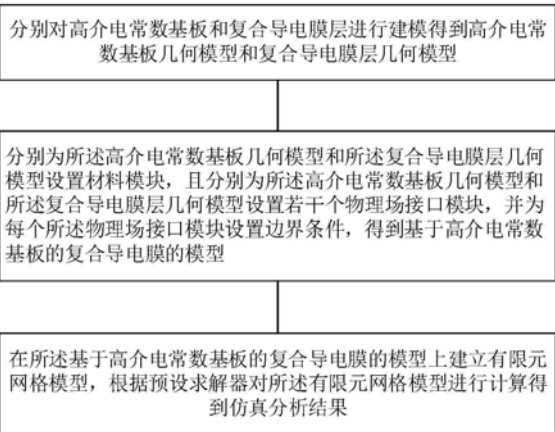 分别对高介电常数基板和复合导电膜层进行建模得到高介电常
数基板几何模型和复合导电膜层几何模型
分别为所述高介电常数基板几何模型和所述复合导电膜层几何
模型设置材料模块，且分别为所述高介电常数基板几何模型和
所述复合导电膜层几何模型设置若干个物理场接口模块，并为
每个所述物理场接口模块设置边界条件，得到基于高介电常数
基板的复合导电膜的模型
在所述基于高介电常数基板的复合导电膜的模型上建立有限元
网格模型，根据预设求解器对所述有限元网格模型进行计算得
到仿真分析结果